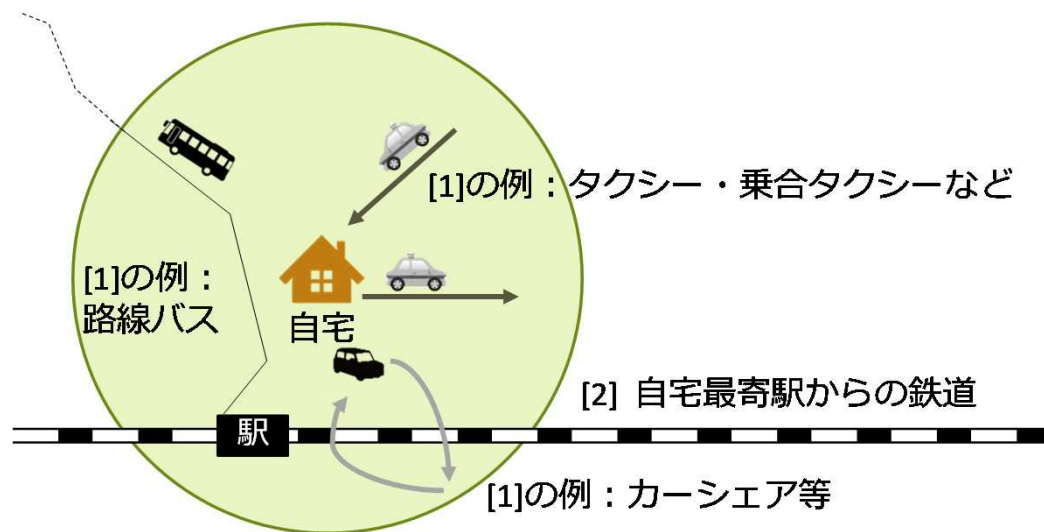 [1]の例：タクシー・乗合タクシーなど
[1]の例：
路線バス
自宅
[2] 自宅最寄駅からの鉄道
駅
[1]の例：カーシェア等